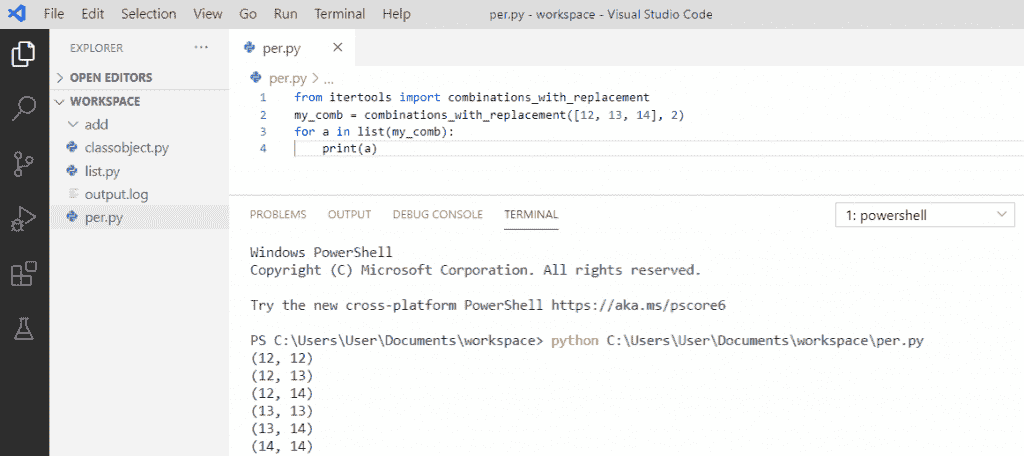 File Edit Selection View Go Run Terminal Help per.py - workspace - Visual Studio Code
EXPLORER ...
OPEN EDITORS
WORKSPACE
add
classobject.py
list.py
output.log
per.py
per.py
per.py > ...
1 from itertools import combinations_with_replacement
2 my_comb = combinations_with_replacement([12, 13, 14], 2)
3 for a in list(my_comb):
4 print(a)
PROBLEMS OUTPUT DEBUG CONSOLE TERMINAL 1: powershell
Windows PowerShell
Copyright (C) Microsoft Corporation. All rights reserved.
Try the new cross-platform PowerShell https://aka.ms/pscore6
PS C:\Users\User\Documents\workspace> python C:\Users\User\Documents\workspace\per.py
(12, 12)
(12, 13)
(12, 14)
(13, 13)
(13, 14)
(14, 14)